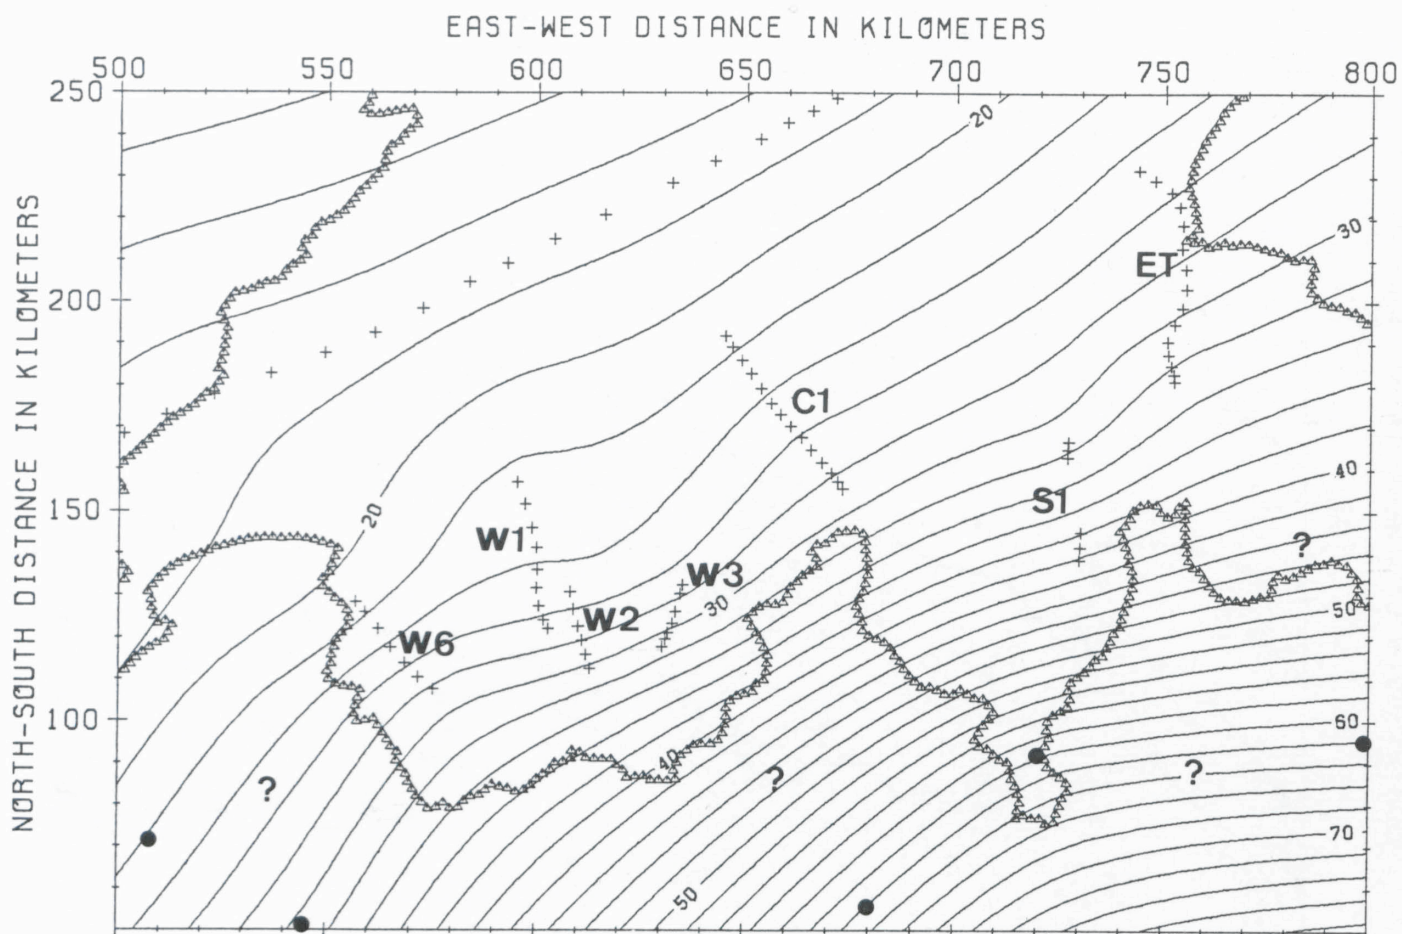 EAST-WEST DISTANCE IN KILOMETERS
500 550 600 650 700 750 800
250
20
30
ET
NORTH-SOUTH DISTANCE IN KILOMETERS
200
C1
40
150
20
S1
W1
?
W3
30
50
W2
W6
100
60
40
?
?
?
70
50